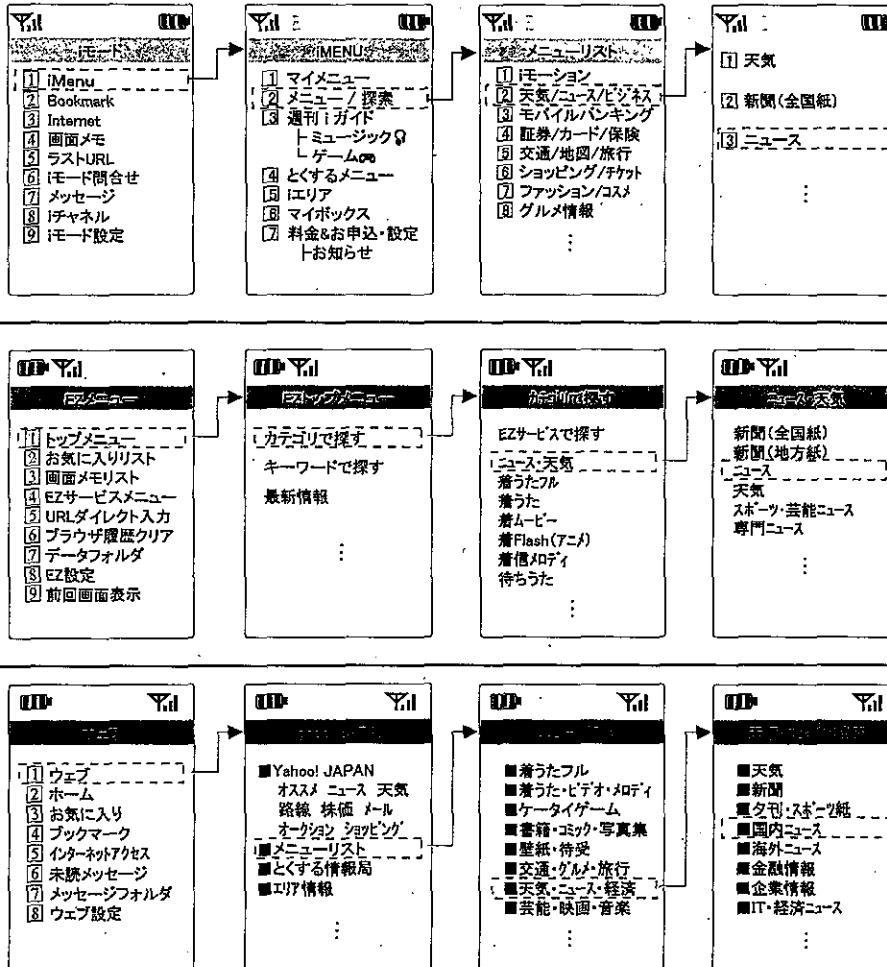 iモード
1 iMenu
2 Bookmark
3 Internet
4 画面メモ
5 ラストURL
6 iモード問合せ
7 メッセージ
8 iチャネル
9 iモード設定
iMENU
1 マイメニュー
2 メニュー / 探索
3 週刊iガイド
├ミュージック
└ゲーム
4 とくするメニュー
5 iエリア
6 マイボックス
7 料金&お申込・設定
├お知らせ
メニューリスト
1 iモーション
2 天気/ニュース/ビジネス
3 モバイルバンキング
4 証券/カード/保険
5 交通/地図/旅行
6 ショッピング/チケット
7 ファッション/コスメ
8 グルメ情報
⋮
1 天気
2 新聞(全国紙)
3 ニュース
⋮
EZメニュー
1 トップメニュー
2 お気に入りリスト
3 画面メモリスト
4 EZサービスメニュー
5 URLダイレクト入力
6 ブラウザ履歴クリア
7 データフォルダ
8 EZ設定
9 前回画面表示
EZトップメニュー
カテゴリで探す
キーワードで探す
最新情報
⋮
カテゴリで探す
EZサービスで探す
ニュース・天気
着うたフル
着うた
着ムービー
着Flash(アニメ)
着信メロディ
待ちうた
⋮
ニュース・天気
新聞(全国紙)
新聞(地方紙)
ニュース
天気
スポーツ・芸能ニュース
専門ニュース
⋮
ウェブ
1 ウェブ
2 ホーム
3 お気に入り
4 ブックマーク
5 インターネットアクセス
6 未読メッセージ
7 メッセージフォルダ
8 ウェブ設定
■Yahoo! JAPAN
オススメ ニュース 天気
路線 株価 メール
オークション ショッピング
■メニューリスト
■とくする情報局
■エリア情報
⋮
■着うたフル
■着うた・ビデオ・メロディ
■ケータイゲーム
■書籍・コミック・写真集
■壁紙・待受
■交通・グルメ・旅行
■天気・ニュース・経済
■芸能・映画・音楽
⋮
■天気
■新聞
■夕刊・スポーツ紙
■国内ニュース
■海外ニュース
■金融情報
■企業情報
■IT・経済ニュース
⋮